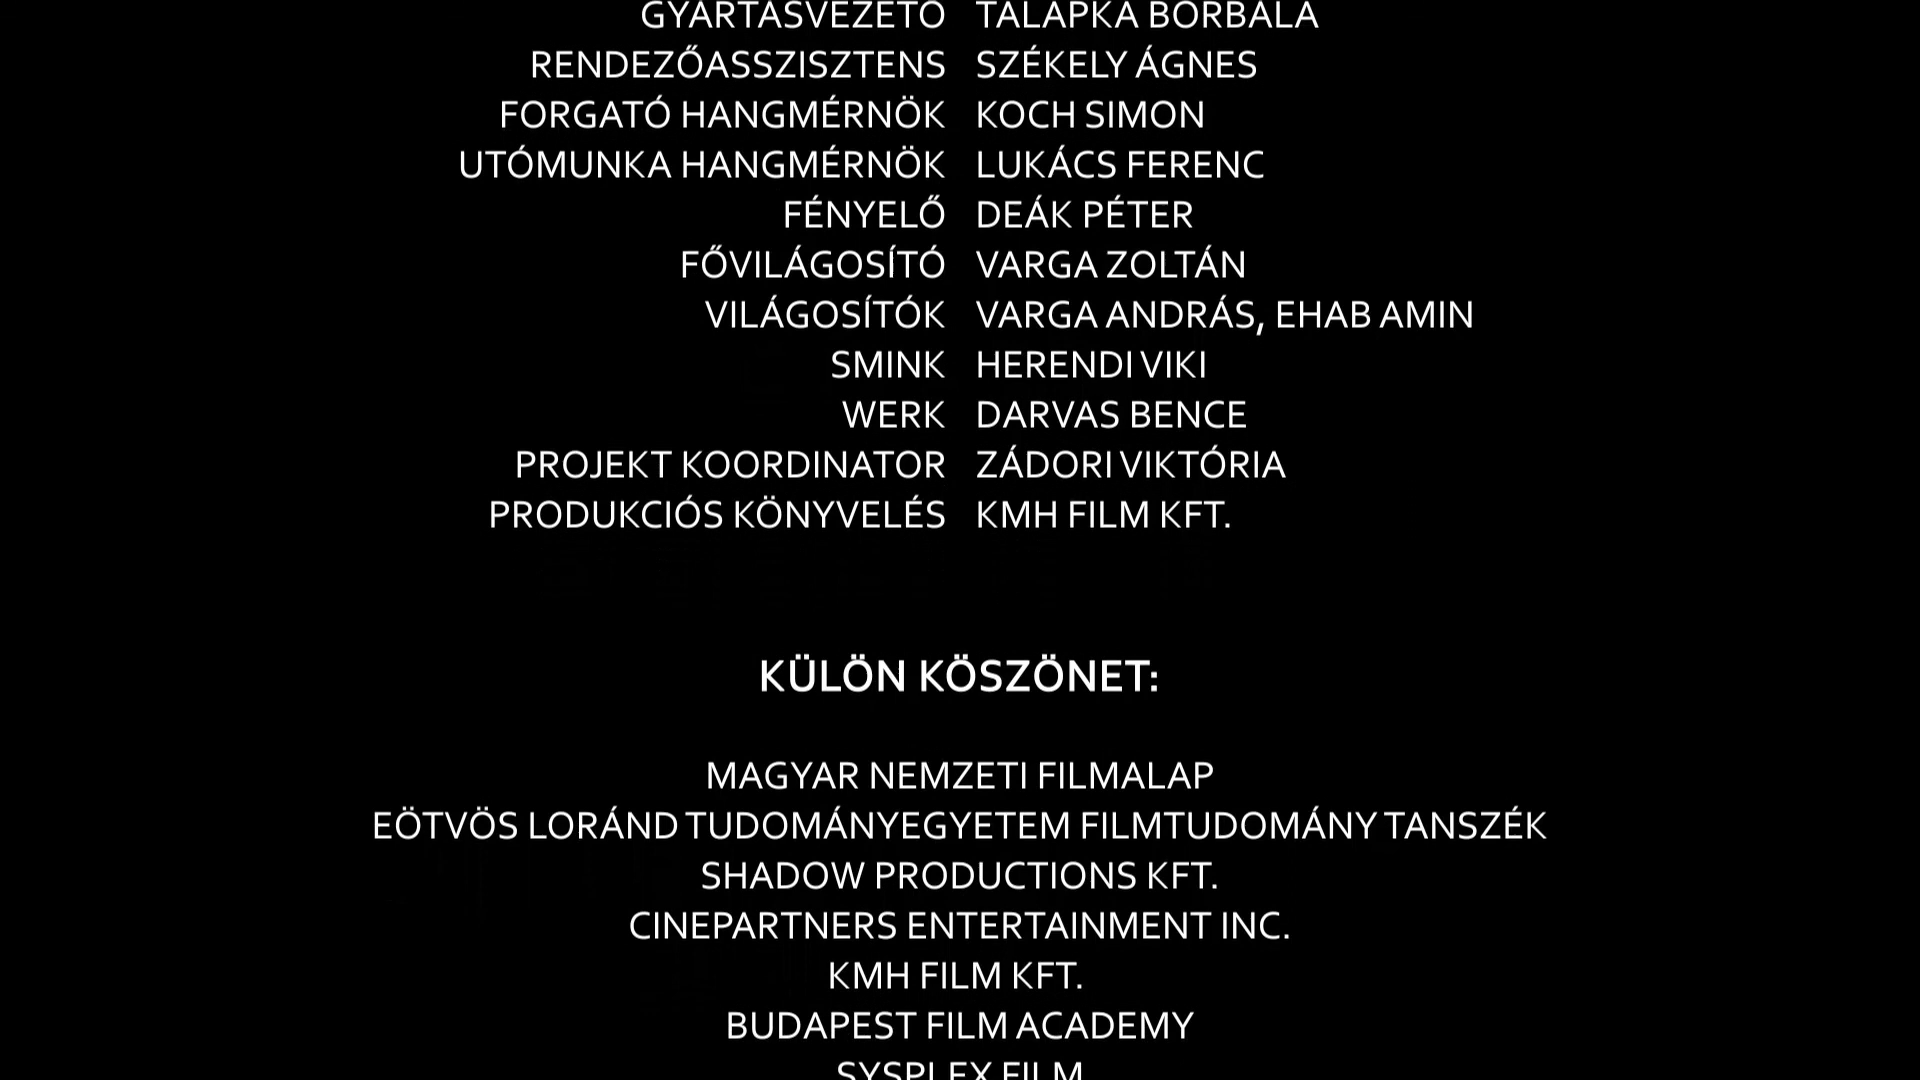 GYÁRTÁSVEZETŐ TALAPKA BORBÁLA
RENDEZŐASSZISZTENS SZÉKELY ÁGNES
FORGATÓ HANGMÉRNÖK KOCH SIMON
UTÓMUNKA HANGMÉRNÖK LUKÁCS FERENC
FÉNYELŐ DEÁK PÉTER
FŐVILÁGOSÍTÓ VARGA ZOLTÁN
VILÁGOSÍTÓK VARGA ANDRÁS, EHAB AMIN
SMINK HERENDI VIKI
WERK DARVAS BENCE
PROJEKT KOORDINATOR ZÁDORI VIKTÓRIA
PRODUKCIÓS KÖNYVELÉS KMH FILM KFT.
KÜLÖN KÖSZÖNET:
MAGYAR NEMZETI FILMALAP
EÖTVÖS LORÁND TUDOMÁNYEGYETEM FILMTUDOMÁNY TANSZÉK
SHADOW PRODUCTIONS KFT.
CINEPARTNERS ENTERTAINMENT INC.
KMH FILM KFT.
BUDAPEST FILM ACADEMY
SYSPLEX FILM